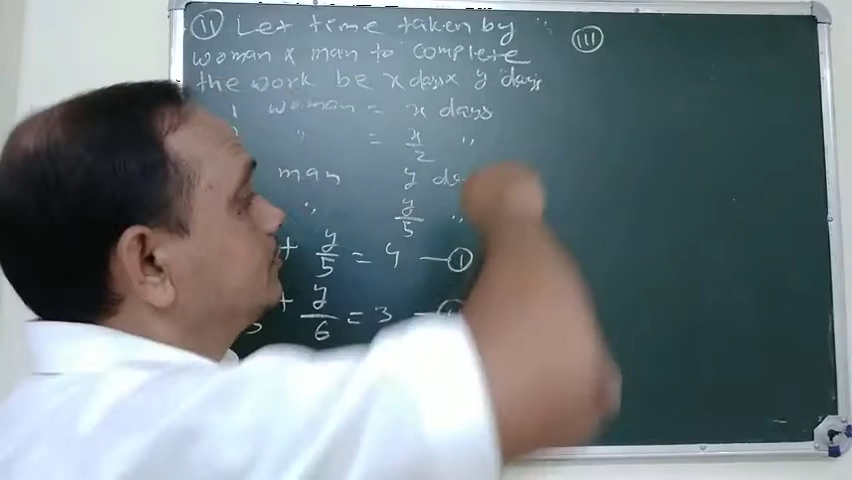 (ii) Let time taken by
woman & man to complete
the work be x days x y days
1 woman = x days
" = x/2 "
man y da
" y/5 "
+ y/5 = 4 —(1)
+ y/6 = 3 —
(iii)